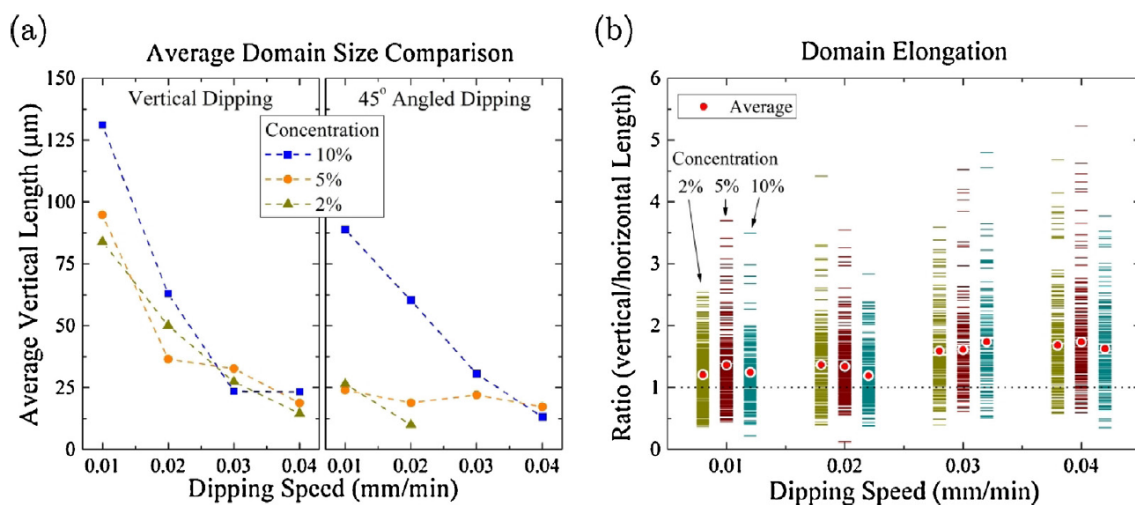 (a)
Average Domain Size Comparison
Vertical Dipping
45° Angled Dipping
Concentration
10%
5%
2%
150
125
100
75
50
25
0
Average Vertical Length (μm)
0.01 0.02 0.03 0.04 0.01 0.02 0.03 0.04
Dipping Speed (mm/min)
(b)
Domain Elongation
Average
Concentration
2% 5% 10%
6
5
4
3
2
1
0
Ratio (vertical/horizontal Length)
0.01 0.02 0.03 0.04
Dipping Speed (mm/min)